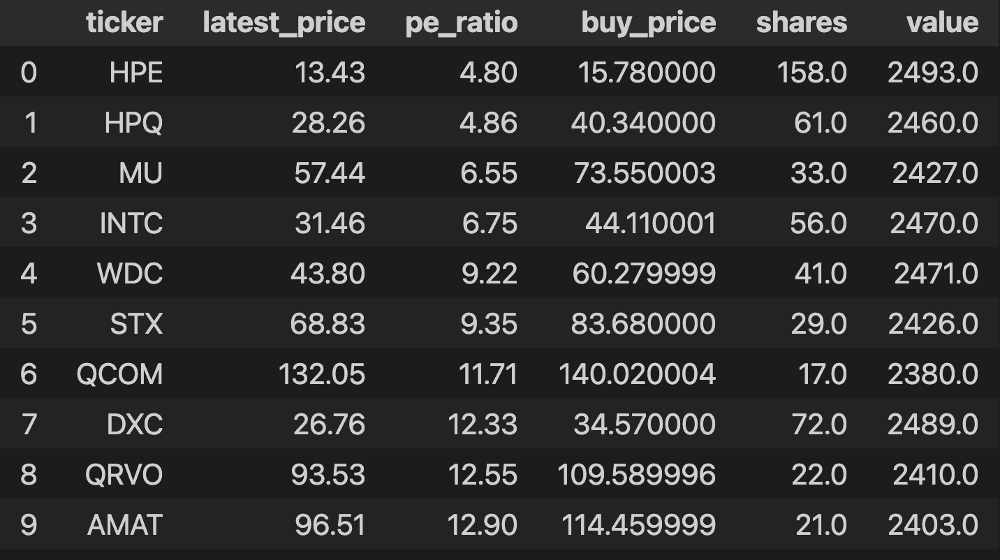 ticker latest_price pe_ratio buy_price shares value
0 HPE 13.43 4.80 15.780000 158.0 2493.0
1 HPQ 28.26 4.86 40.340000 61.0 2460.0
2 MU 57.44 6.55 73.550003 33.0 2427.0
3 INTC 31.46 6.75 44.110001 56.0 2470.0
4 WDC 43.80 9.22 60.279999 41.0 2471.0
5 STX 68.83 9.35 83.680000 29.0 2426.0
6 QCOM 132.05 11.71 140.020004 17.0 2380.0
7 DXC 26.76 12.33 34.570000 72.0 2489.0
8 QRVO 93.53 12.55 109.589996 22.0 2410.0
9 AMAT 96.51 12.90 114.459999 21.0 2403.0